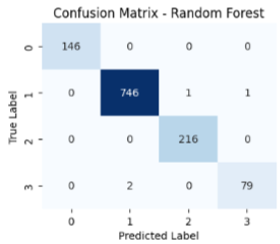 Confusion Matrix - Random Forest
True Label
0 146 0 0 0
1 0 746 1 1
2 0 0 216 0
3 0 2 0 79
0 1 2 3
Predicted Label